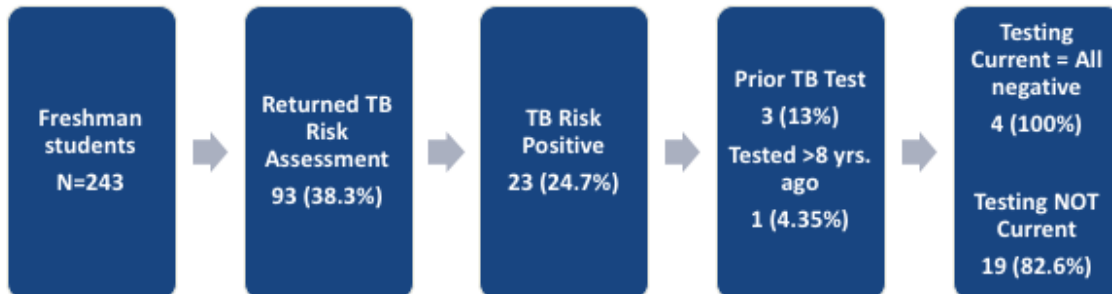 Freshman
students
N=243
Returned TB
Risk
Assessment
93 (38.3%)
TB Risk
Positive
23 (24.7%)
Prior TB Test
3 (13%)
Tested >8 yrs.
ago
1 (4.35%)
Testing
Current = All
negative
4 (100%)
Testing NOT
Current
19 (82.6%)